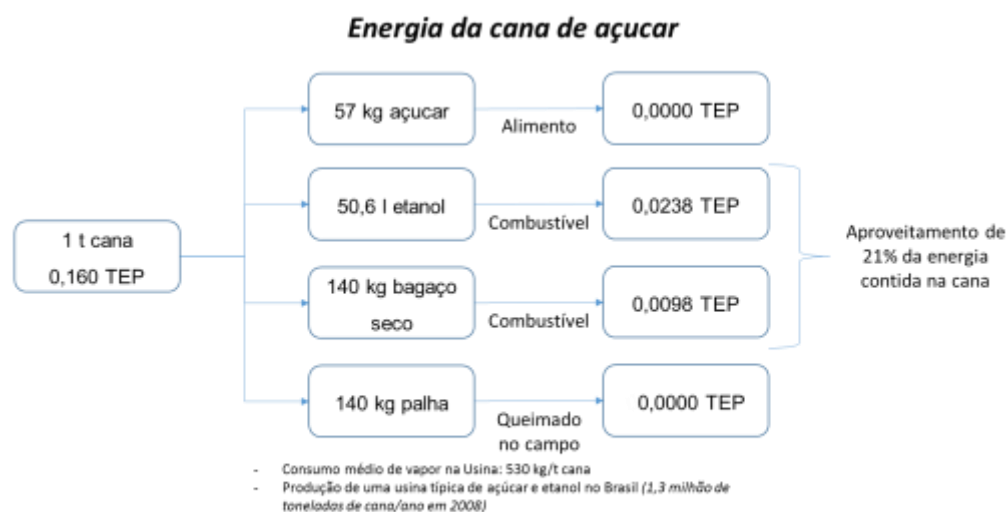 Energia da cana de açucar
57 kg açucar
Alimento
0,0000 TEP
50,6 l etanol
Combustível
0,0238 TEP
1 t cana
0,160 TEP
Aproveitamento de
21% da energia
contida na cana
140 kg bagaço
seco
Combustível
0,0098 TEP
140 kg palha
Queimado
no campo
0,0000 TEP
- Consumo médio de vapor na Usina: 530 kg/t cana
- Produção de uma usina típica de açúcar e etanol no Brasil (1,3 milhão de
toneladas de cana/ano em 2008)